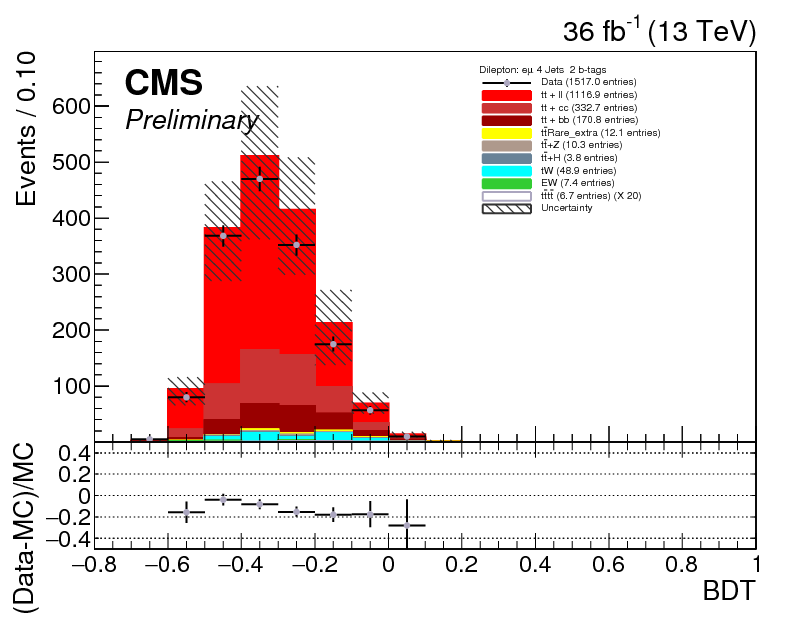 36 fb⁻¹ (13 TeV)
CMS
Preliminary
Dilepton: eμ 4 Jets 2 b-tags
Data (1517.0 entries)
tt + ll (1116.9 entries)
tt + cc (332.7 entries)
tt + bb (170.8 entries)
tt̄Rare_extra (12.1 entries)
tt̄+Z (10.3 entries)
tt̄+H (3.8 entries)
tW (48.9 entries)
EW (7.4 entries)
tt̄tt̄ (6.7 entries) (X 20)
Uncertainty
Events / 0.10
600
500
400
300
200
100
(Data-MC)/MC
0.4
0.2
0
−0.2
−0.4
−0.8 −0.6 −0.4 −0.2 0 0.2 0.4 0.6 0.8 1
BDT